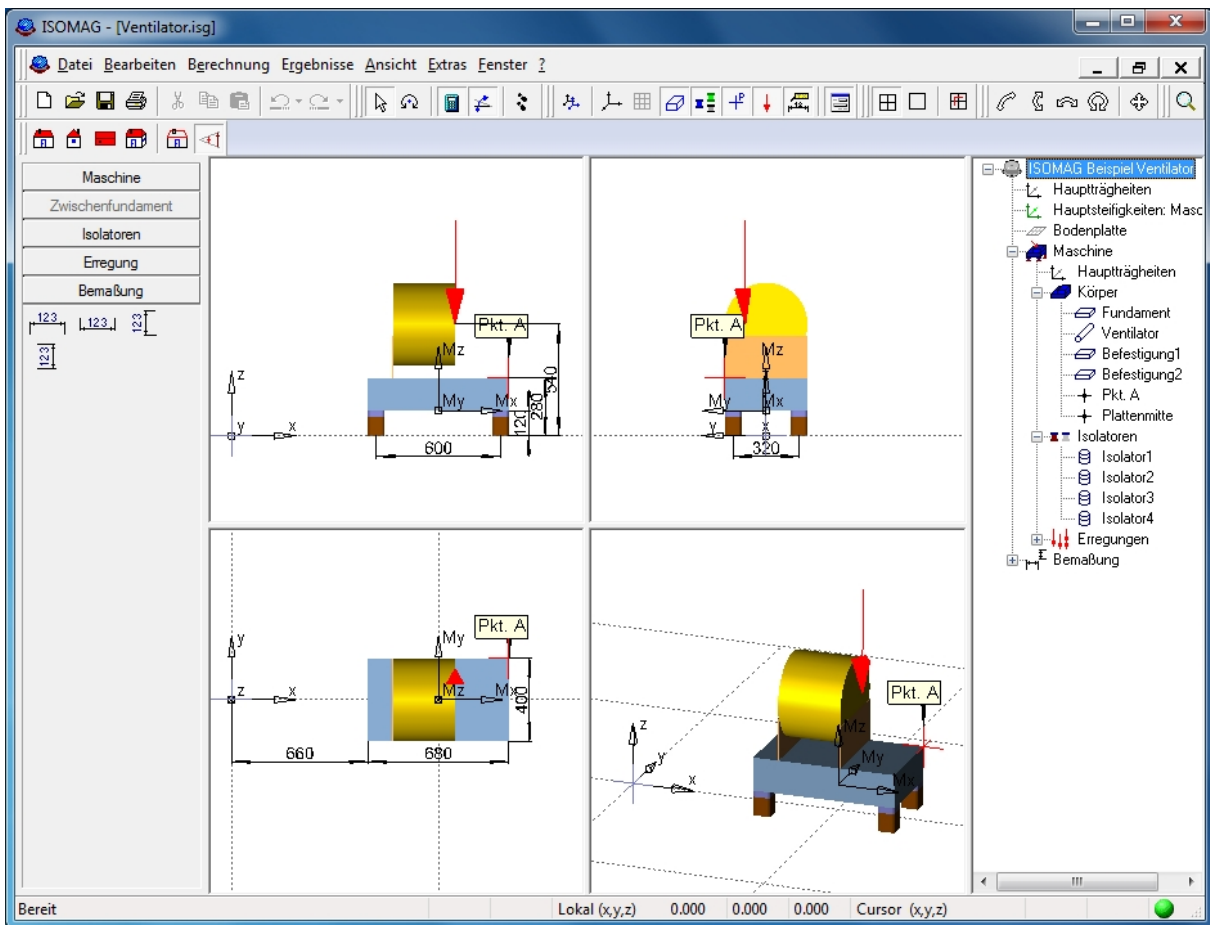 ISOMAG - [Ventilator.isg]
Datei Bearbeiten Berechnung Ergebnisse Ansicht Extras Fenster ?
Maschine
Zwischenfundament
Isolatoren
Erregung
Bemaßung
123 123 123
123
Pkt. A
Mz
z
My Mx
y x
600
120
280
540
Pkt. A
Mz
My Mx
y z x
320
Pkt. A
y
My
z x
Mz Mx
400
660 680
Pkt. A
z
Mz
y
My
x
Mx
ISOMAG Beispiel Ventilator
Hauptträgheiten
Hauptsteifigkeiten: Masc
Bodenplatte
Maschine
Hauptträgheiten
Körper
Fundament
Ventilator
Befestigung1
Befestigung2
Pkt. A
Plattenmitte
Isolatoren
Isolator1
Isolator2
Isolator3
Isolator4
Erregungen
Bemaßung
Bereit Lokal (x,y,z) 0.000 0.000 0.000 Cursor (x,y,z)